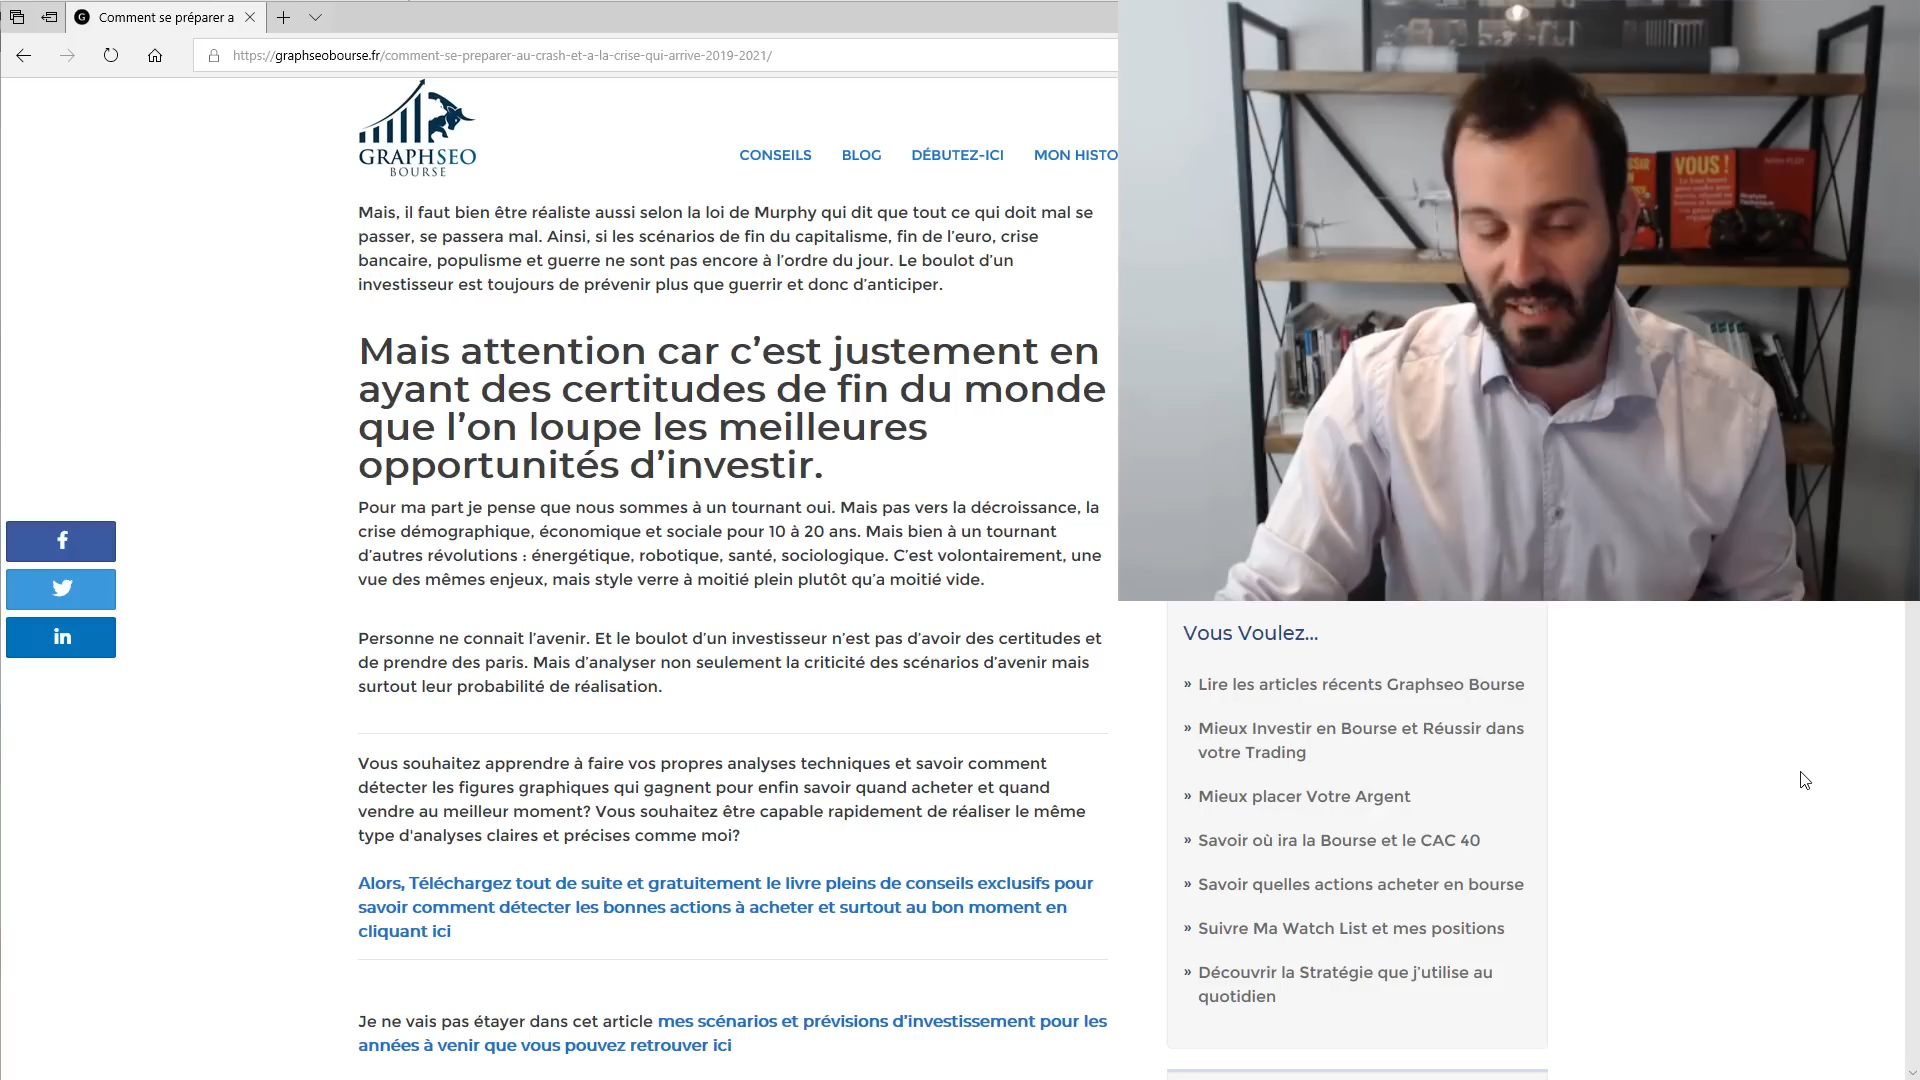 Comment se préparer a
https://graphseobourse.fr/comment-se-preparer-au-crash-et-a-la-crise-qui-arrive-2019-2021/
GRAPHSEO
BOURSE
CONSEILS
BLOG
DÉBUTEZ-ICI
MON HISTO
Mais, il faut bien être réaliste aussi selon la loi de Murphy qui dit que tout ce qui doit mal se
passer, se passera mal. Ainsi, si les scénarios de fin du capitalisme, fin de l’euro, crise
bancaire, populisme et guerre ne sont pas encore à l’ordre du jour. Le boulot d’un
investisseur est toujours de prévenir plus que guerrir et donc d’anticiper.
Mais attention car c’est justement en
ayant des certitudes de fin du monde
que l’on loupe les meilleures
opportunités d’investir.
Pour ma part je pense que nous sommes à un tournant oui. Mais pas vers la décroissance, la
crise démographique, économique et sociale pour 10 à 20 ans. Mais bien à un tournant
d’autres révolutions : énergétique, robotique, santé, sociologique. C’est volontairement, une
vue des mêmes enjeux, mais style verre à moitié plein plutôt qu’a moitié vide.
Personne ne connait l’avenir. Et le boulot d’un investisseur n’est pas d’avoir des certitudes et
de prendre des paris. Mais d’analyser non seulement la criticité des scénarios d’avenir mais
surtout leur probabilité de réalisation.
Vous souhaitez apprendre à faire vos propres analyses techniques et savoir comment
détecter les figures graphiques qui gagnent pour enfin savoir quand acheter et quand
vendre au meilleur moment? Vous souhaitez être capable rapidement de réaliser le même
type d'analyses claires et précises comme moi?
Alors, Téléchargez tout de suite et gratuitement le livre pleins de conseils exclusifs pour
savoir comment détecter les bonnes actions à acheter et surtout au bon moment en
cliquant ici
Je ne vais pas étayer dans cet article mes scénarios et prévisions d’investissement pour les
années à venir que vous pouvez retrouver ici
VOUS !
Vous Voulez…
» Lire les articles récents Graphseo Bourse
» Mieux Investir en Bourse et Réussir dans
votre Trading
» Mieux placer Votre Argent
» Savoir où ira la Bourse et le CAC 40
» Savoir quelles actions acheter en bourse
» Suivre Ma Watch List et mes positions
» Découvrir la Stratégie que j’utilise au
quotidien